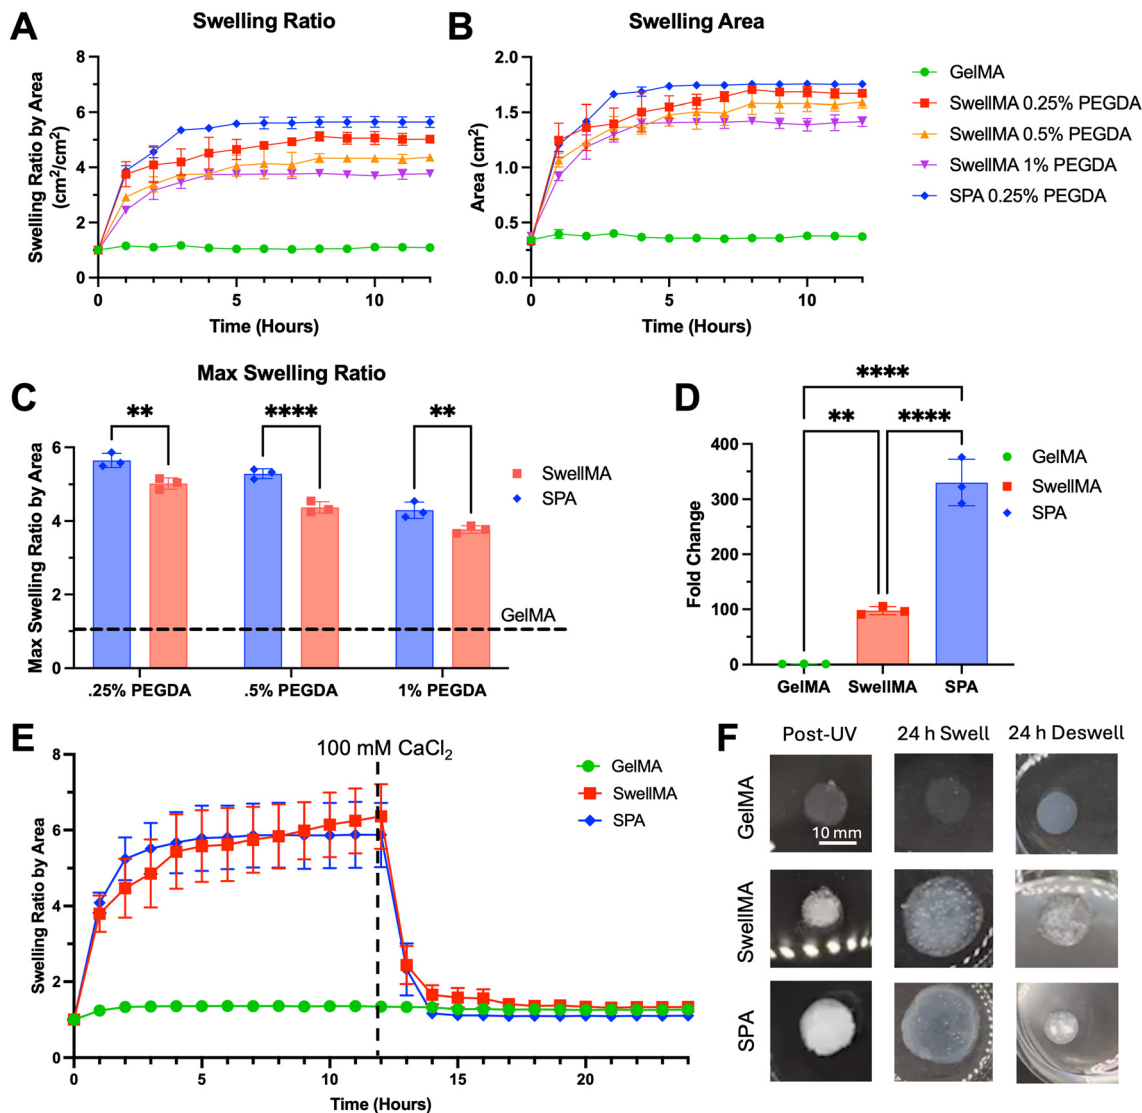 A
Swelling Ratio
Swelling Ratio by Area
(cm2/cm2)
8
6
4
2
0
0
5
10
Time (Hours)
B
Swelling Area
Area (cm2)
2.0
1.5
1.0
0.5
0.0
0
5
10
Time (Hours)
GelMA
SwellMA 0.25% PEGDA
SwellMA 0.5% PEGDA
SwellMA 1% PEGDA
SPA 0.25% PEGDA
C
Max Swelling Ratio
Max Swelling Ratio by Area
6
4
2
0
**
****
**
SwellMA
SPA
GelMA
.25% PEGDA
.5% PEGDA
1% PEGDA
D
****
**
****
Fold Change
400
300
200
100
0
GelMA
SwellMA
SPA
GelMA
SwellMA
SPA
E
100 mM CaCl2
Swelling Ratio by Area
8
6
4
2
0
0
5
10
15
20
Time (Hours)
GelMA
SwellMA
SPA
F
Post-UV
24 h Swell
24 h Deswell
GelMA
10 mm
SwellMA
SPA